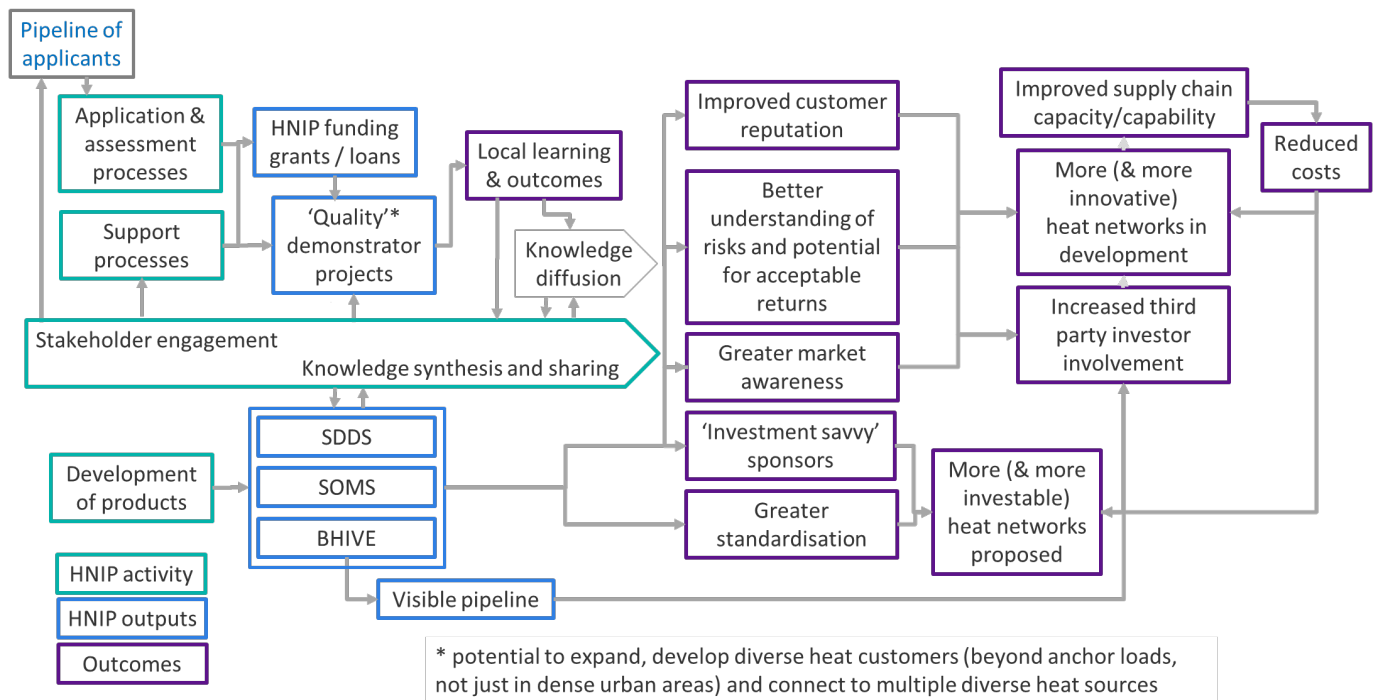 Pipeline of
applicants
Application &
assessment
processes
HNIP funding
grants / loans
Local learning
& outcomes
Support
processes
‘Quality’*
demonstrator
projects
Knowledge
diffusion
Stakeholder engagement
Knowledge synthesis and sharing
Development
of products
SDDS
SOMS
BHIVE
Visible pipeline
Improved customer
reputation
Better
understanding of
risks and potential
for acceptable
returns
Greater market
awareness
‘Investment savvy’
sponsors
Greater
standardisation
Improved supply chain
capacity/capability
Reduced
costs
More (& more
innovative)
heat networks in
development
Increased third
party investor
involvement
More (& more
investable)
heat networks
proposed
HNIP activity
HNIP outputs
Outcomes
* potential to expand, develop diverse heat customers (beyond anchor loads,
not just in dense urban areas) and connect to multiple diverse heat sources